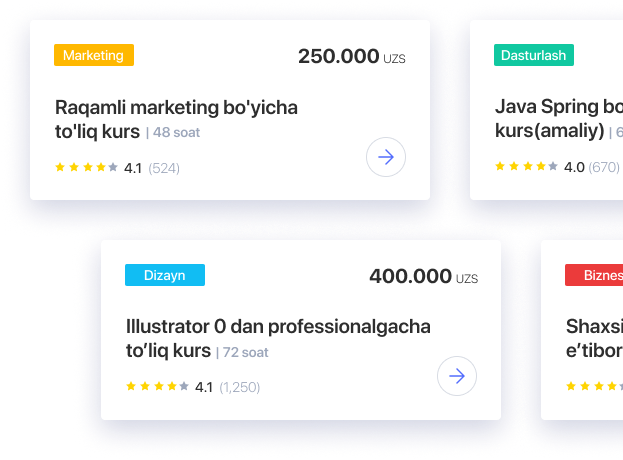 Marketing
250.000 UZS
Raqamli marketing bo'yicha
to'liq kurs | 48 soat
4.1 (524)
Dasturlash
Java Spring bo
kurs(amaliy) | 6
4.0 (670)
Dizayn
400.000 UZS
Illustrator 0 dan professionalgacha
to’liq kurs | 72 soat
4.1 (1,250)
Biznes
Shaxsi
e’tibor